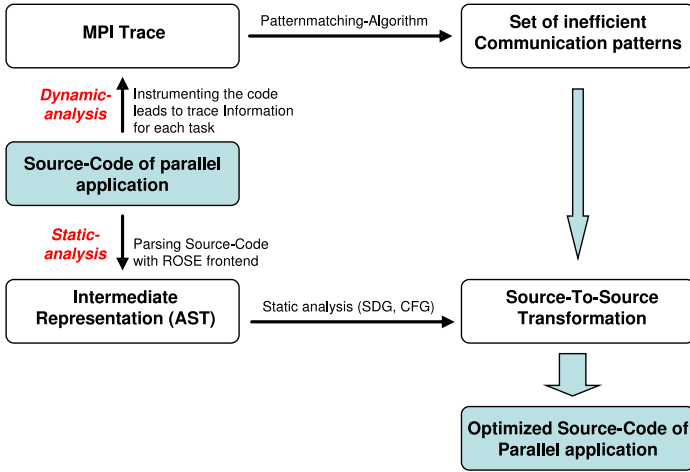 MPI Trace
Patternmatching-Algorithm
Set of inefficient
Communication patterns
Dynamic-
analysis
Instrumenting the code
leads to trace Information
for each task
Source-Code of parallel
application
Static-
analysis
Parsing Source-Code
with ROSE frontend
Intermediate
Representation (AST)
Static analysis (SDG, CFG)
Source-To-Source
Transformation
Optimized Source-Code of
Parallel application